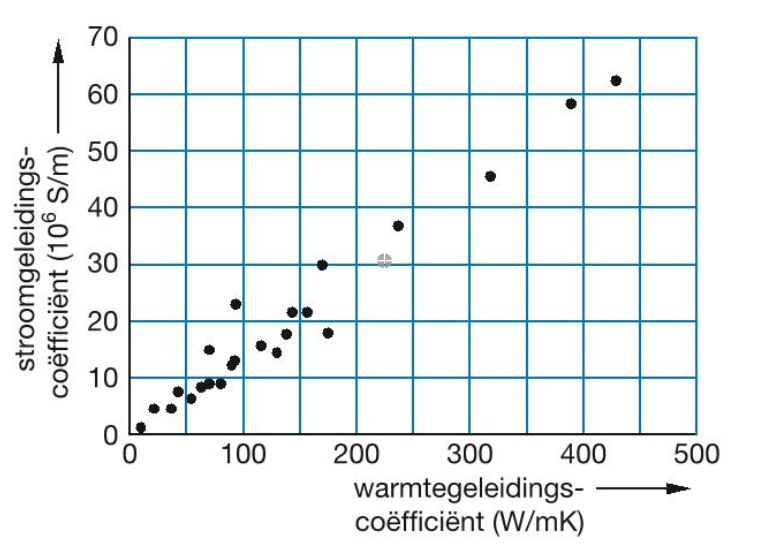 70
60
50
40
30
20
10
0
0 100 200 300 400 500
stroomgeleidings-
coëfficiënt (10⁶ S/m)
warmtegeleidings-
coëfficiënt (W/mK)